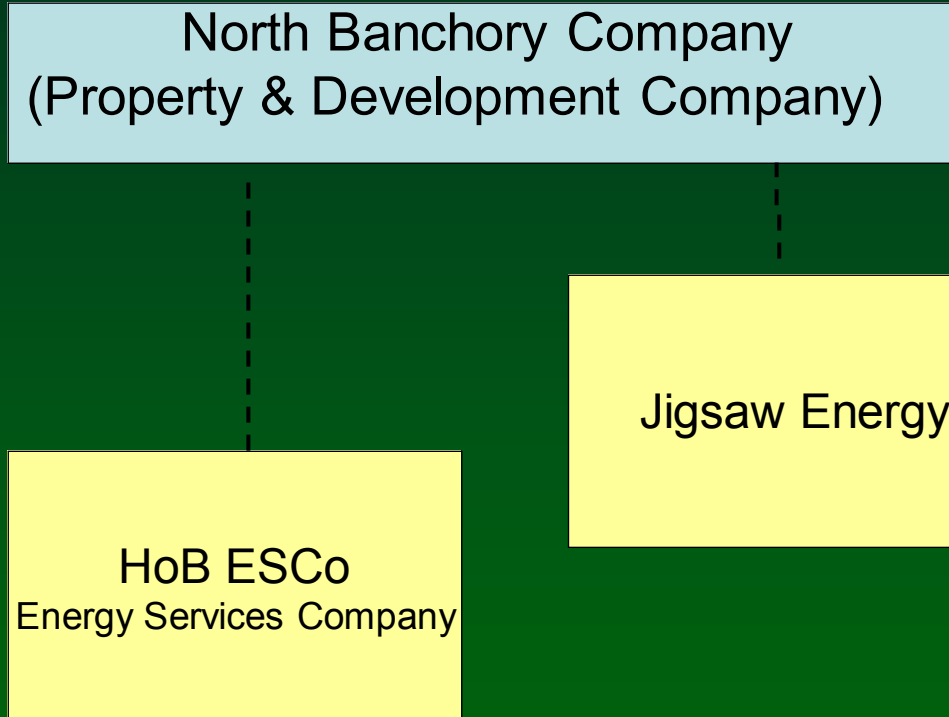 North Banchory Company
(Property & Development Company)
Jigsaw Energy
HoB ESCo
Energy Services Company